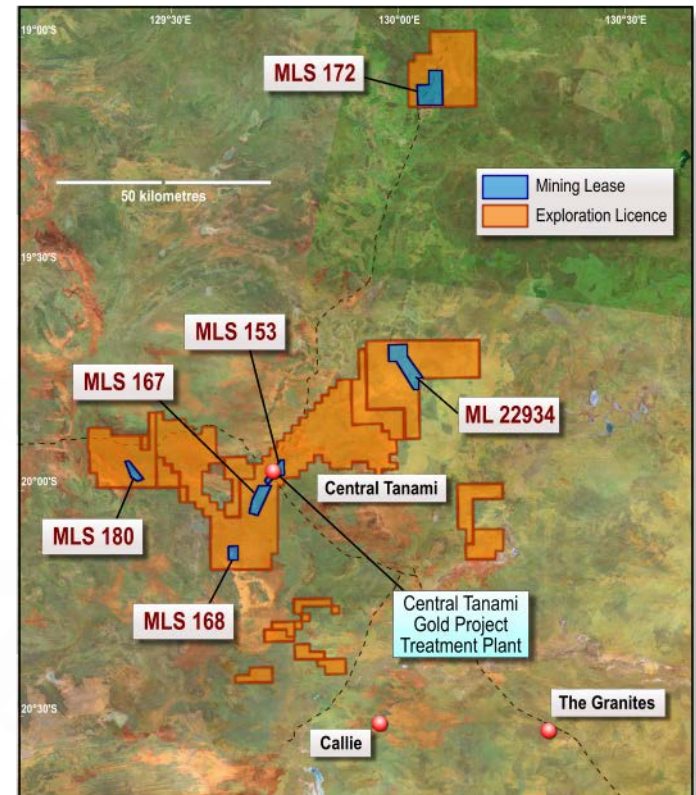 129°30'E
130°00'E
130°30'E
19°00'S
MLS 172
Mining Lease
Exploration Licence
50 kilometres
19°30'S
MLS 153
MLS 167
ML 22934
20°00'S
Central Tanami
MLS 180
MLS 168
Central Tanami
Gold Project
Treatment Plant
20°30'S
The Granites
Callie